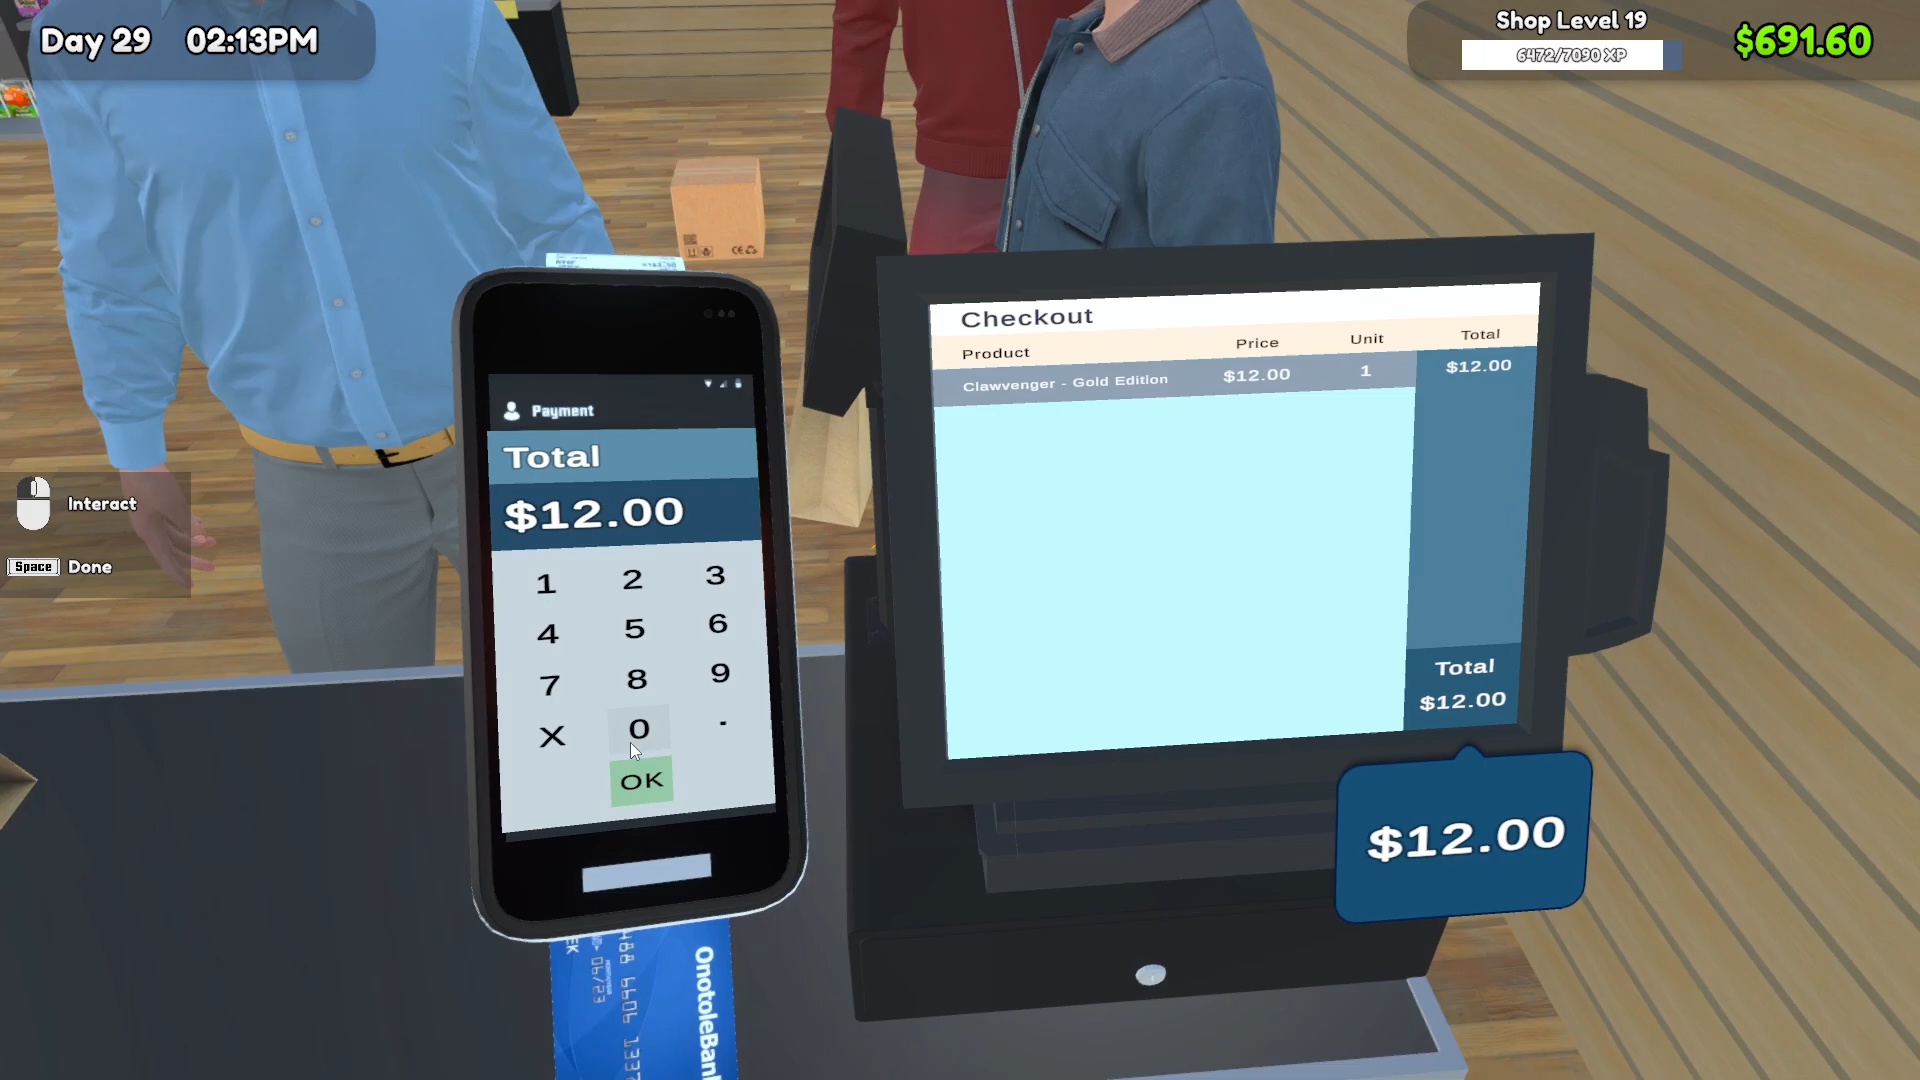 Day 29 02:13PM
Shop Level 19
6472/7090 XP
$691.60
Interact
Space Done
Payment
Total
$12.00
1 2 3
4 5 6
7 8 9
X 0 .
OK
Checkout
Product Price Unit Total
Clawvenger - Gold Edition $12.00 1 $12.00
Total
$12.00
$12.00
OnotoleBank
06/23